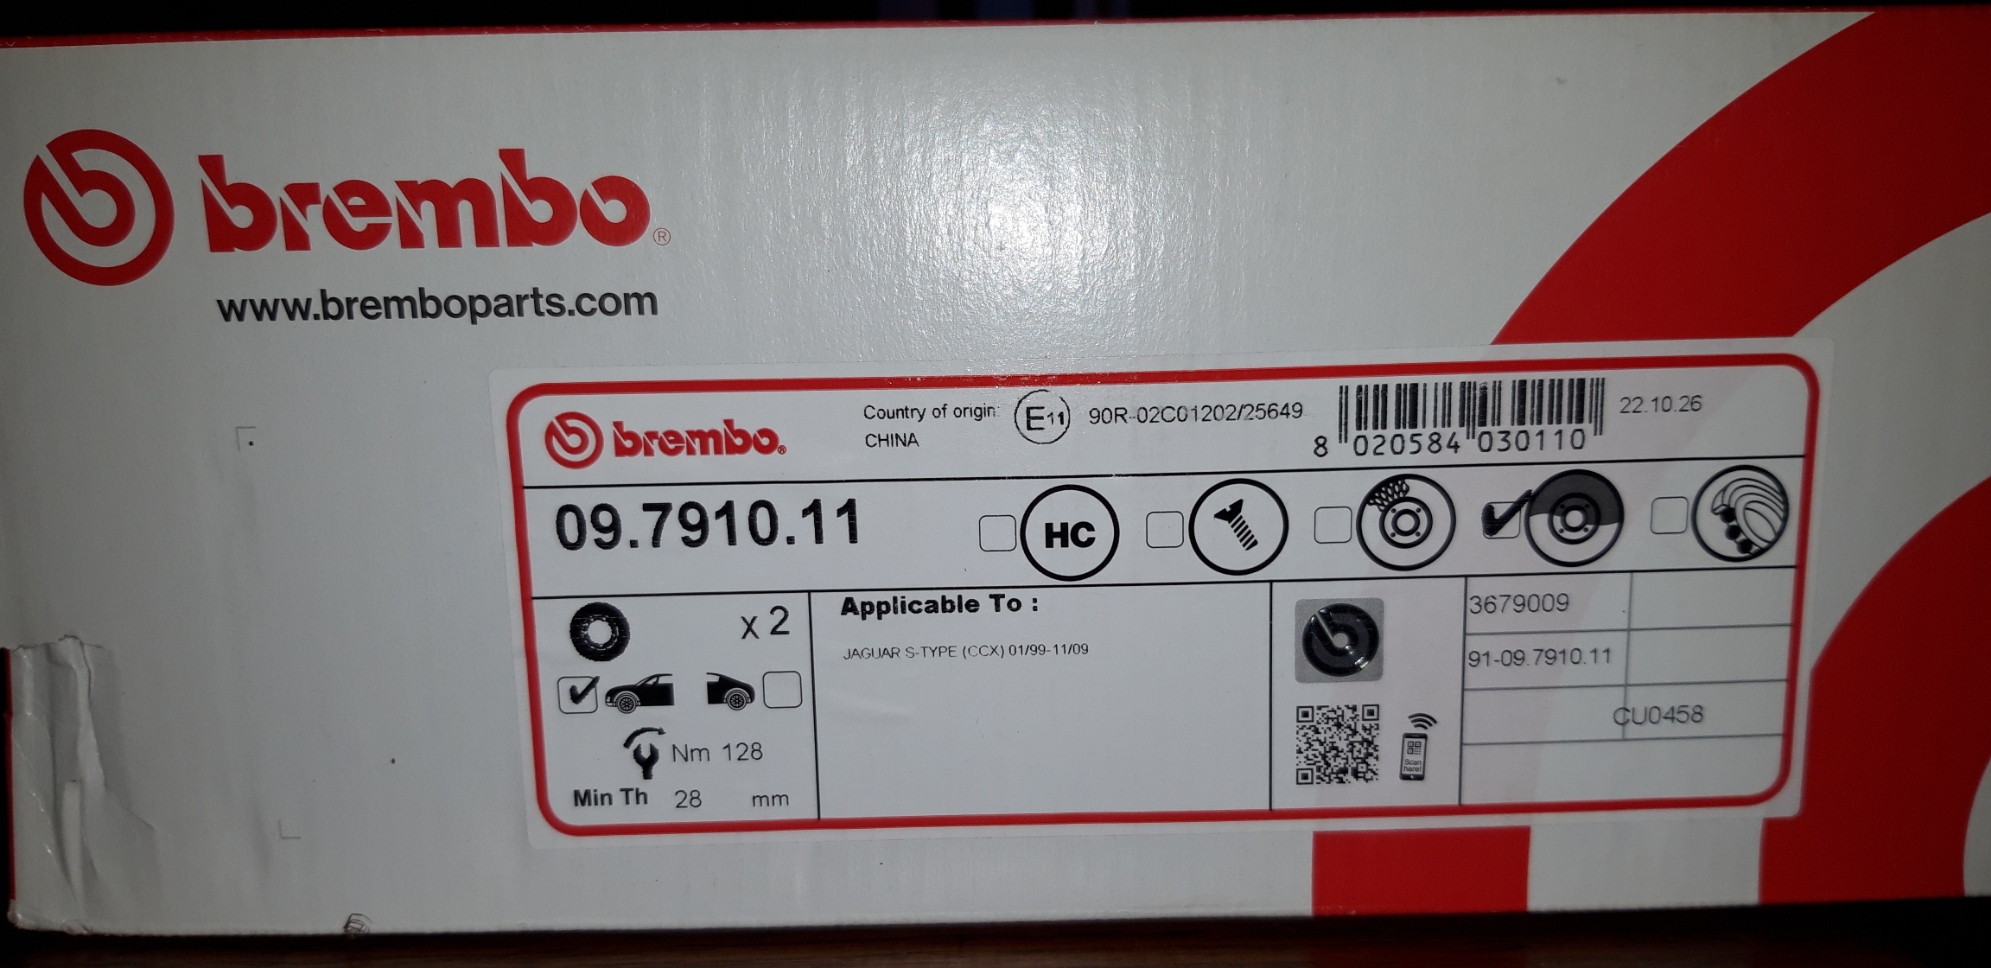 brembo®
www.bremboparts.com
brembo®
Country of origin:
CHINA
E11
90R-02C01202/25649
8 020584 030110
22.10.26
09.7910.11
HC
x 2
Nm 128
Min Th 28 mm
Applicable To :
JAGUAR S-TYPE (CCX) 01/99-11/09
Scan
here!
3679009
91-09.7910.11
CU0458